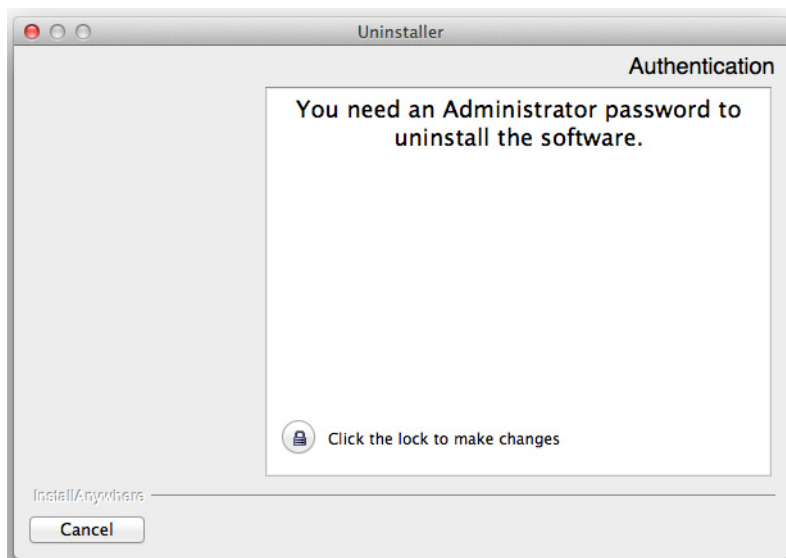 Uninstaller
Authentication
You need an Administrator password to
uninstall the software.
Click the lock to make changes
InstallAnywhere
Cancel